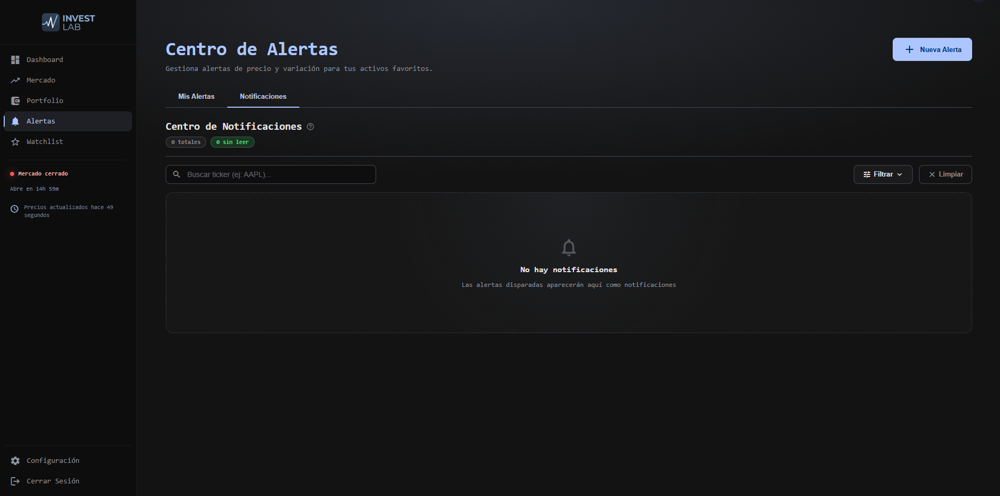 INVEST
LAB
Dashboard
Mercado
Portfolio
Alertas
Watchlist
Mercado cerrado
Abre en 14h 59m
Precios actualizados hace 49
segundos
Configuración
Cerrar Sesión
Centro de Alertas
Gestiona alertas de precio y variación para tus activos favoritos.
Nueva Alerta
Mis Alertas
Notificaciones
Centro de Notificaciones
0 totales
0 sin leer
Buscar ticker (ej: AAPL)...
Filtrar
Limpiar
No hay notificaciones
Las alertas disparadas aparecerán aquí como notificaciones